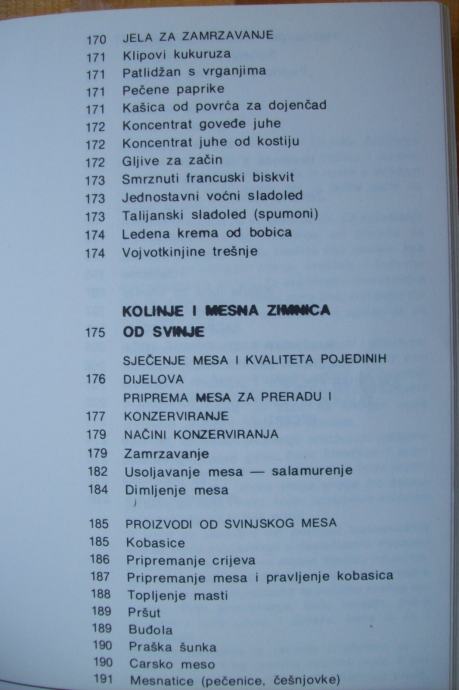 170 JELA ZA ZAMRZAVANJE
171 Klipovi kukuruza
171 Patlidžan s vrganjima
171 Pečene paprike
171 Kašica od povrća za dojenčad
172 Koncentrat goveđe juhe
172 Koncentrat juhe od kostiju
172 Gljive za začin
173 Smrznuti francuski biskvit
173 Jednostavni voćni sladoled
173 Talijanski sladoled (spumoni)
174 Ledena krema od bobica
174 Vojvotkinjine trešnje
KOLINJE I MESNA ZIMNICA
175 OD SVINJE
SJEČENJE MESA I KVALITETA POJEDINIH
176 DIJELOVA
PRIPREMA MESA ZA PRERADU I
177 KONZERVIRANJE
179 NAČINI KONZERVIRANJA
179 Zamrzavanje
182 Usoljavanje mesa — salamurenje
184 Dimljenje mesa
185 PROIZVODI OD SVINJSKOG MESA
185 Kobasice
186 Pripremanje crijeva
187 Pripremanje mesa i pravljenje kobasica
188 Topljenje masti
189 Pršut
189 Buđola
190 Praška šunka
190 Carsko meso
191 Mesnatice (pečenice, češnjovke)